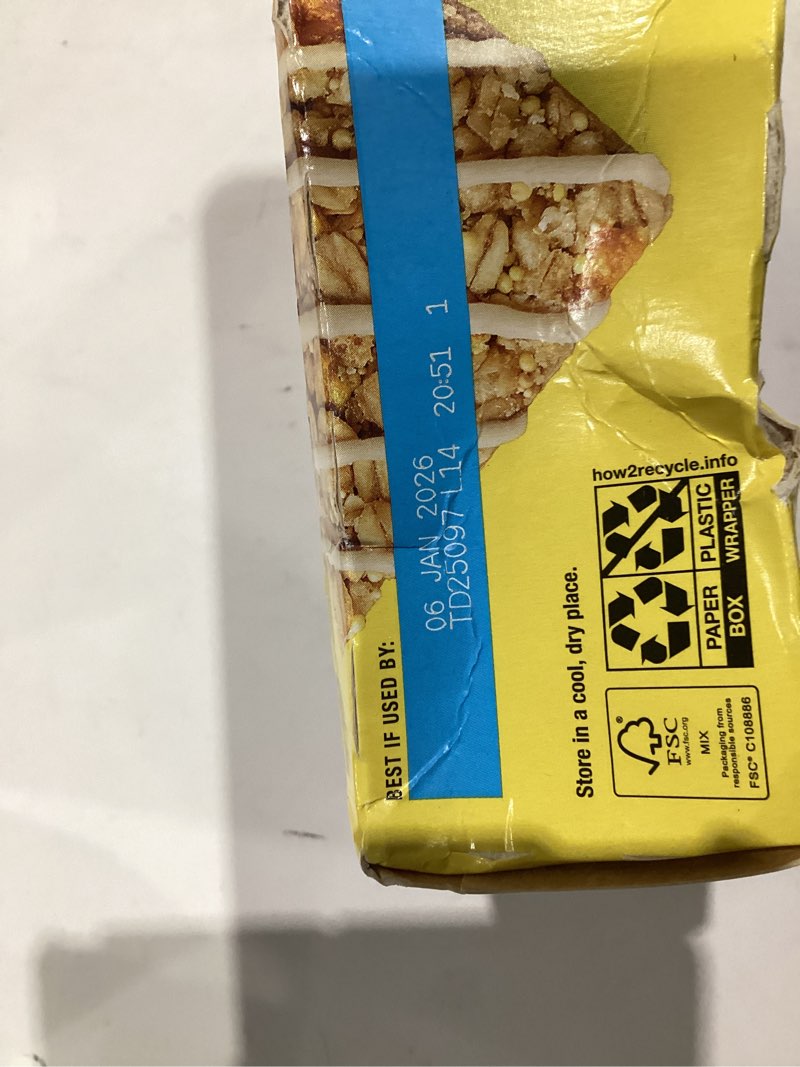 BEST IF USED BY:
06 JAN 2026
TD25097 L14 20:51 1
Store in a cool, dry place.
FSC®
www.fsc.org
MIX
Packaging from
responsible sources
FSC® C108886
how2recycle.info
PAPER
BOX
PLASTIC
WRAPPER